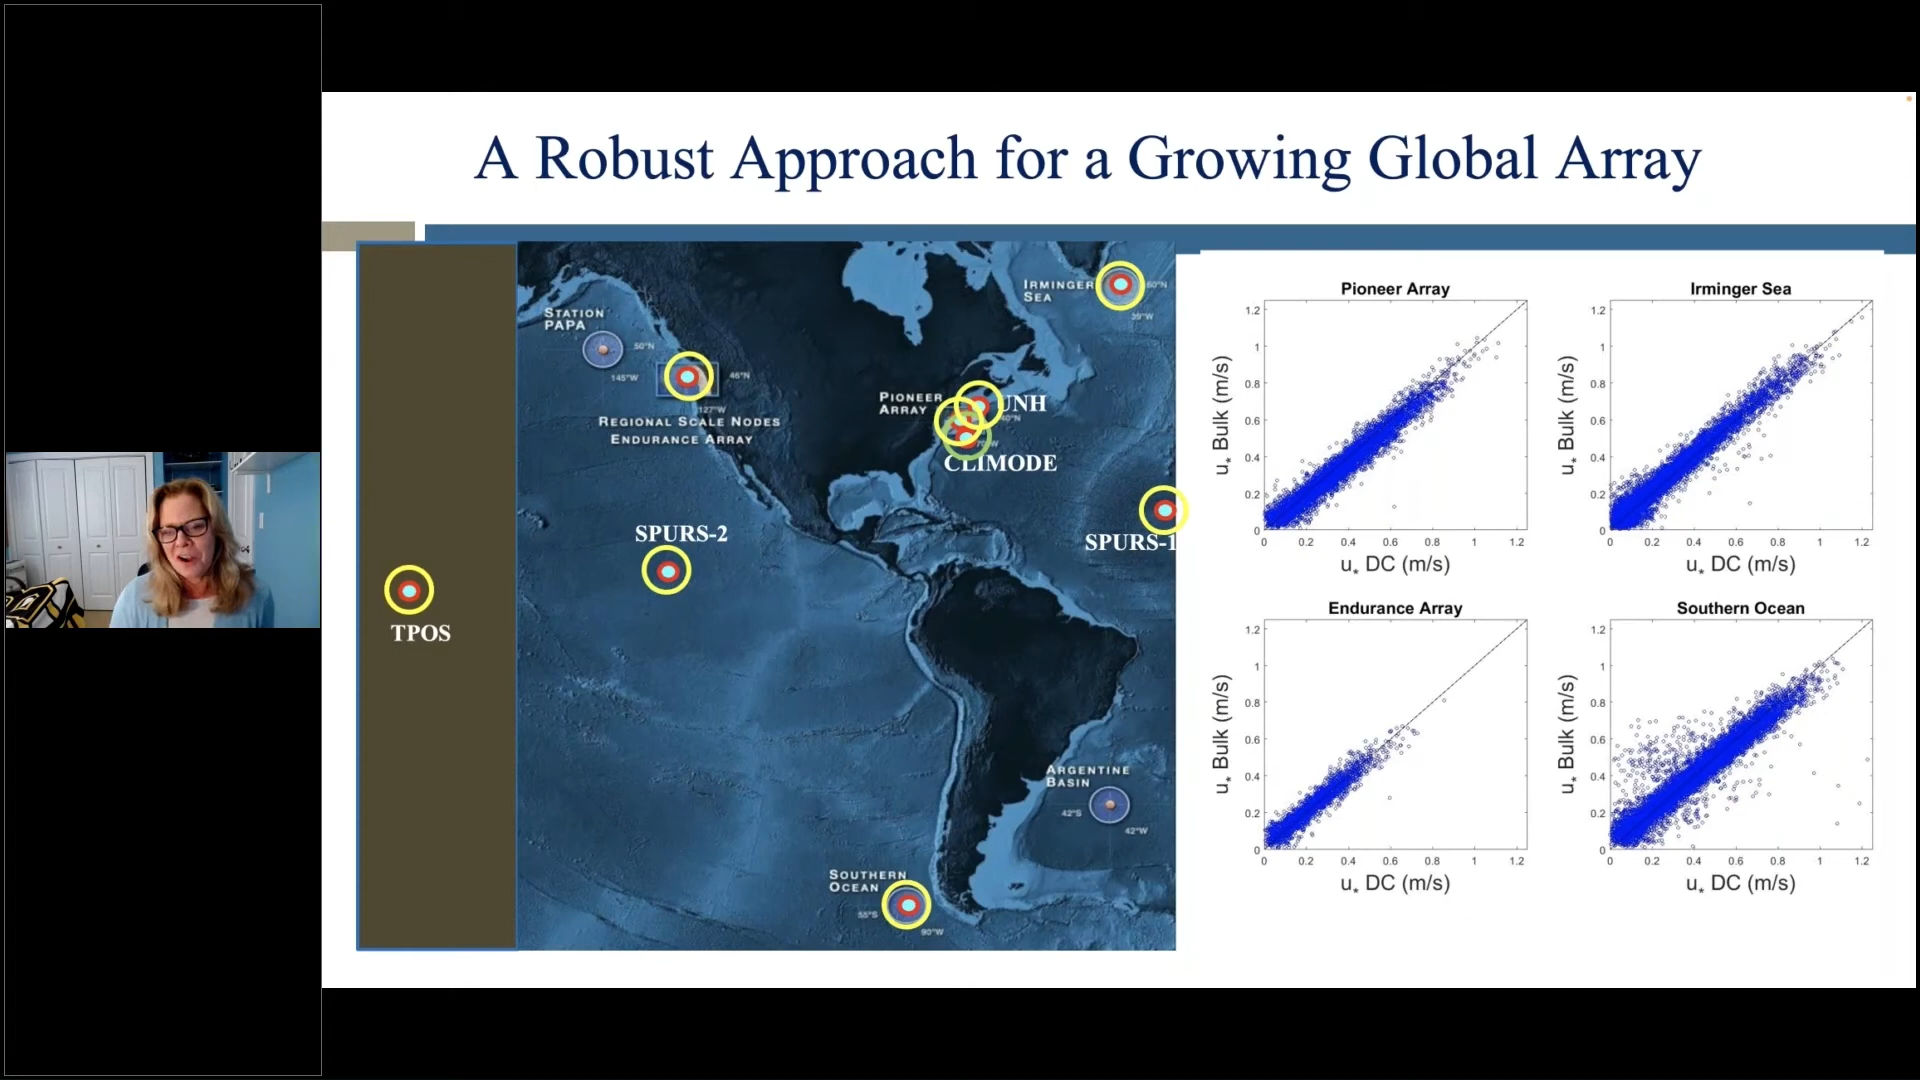 A Robust Approach for a Growing Global Array
IRMINGER
SEA
60°N
39°W
STATION
PAPA
50°N
145°W
46°N
127°W
REGIONAL SCALE NODES
ENDURANCE ARRAY
PIONEER
ARRAY
UNH
40°N
70°W
CLIMODE
SPURS-2
SPURS-1
TPOS
ARGENTINE
BASIN
42°S
42°W
SOUTHERN
OCEAN
55°S
90°W
Pioneer Array
1.2
1
0.8
0.6
0.4
0.2
0
0 0.2 0.4 0.6 0.8 1 1.2
u* Bulk (m/s)
u* DC (m/s)
Irminger Sea
1.2
1
0.8
0.6
0.4
0.2
0
0 0.2 0.4 0.6 0.8 1 1.2
u* Bulk (m/s)
u* DC (m/s)
Endurance Array
1.2
1
0.8
0.6
0.4
0.2
0
0 0.2 0.4 0.6 0.8 1 1.2
u* Bulk (m/s)
u* DC (m/s)
Southern Ocean
1.2
1
0.8
0.6
0.4
0.2
0
0 0.2 0.4 0.6 0.8 1 1.2
u* Bulk (m/s)
u* DC (m/s)